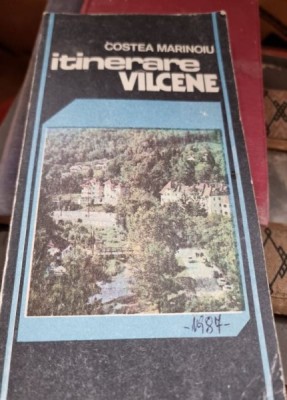 COSTEA MARINOIU
itinerare
VILCENE
-1984-